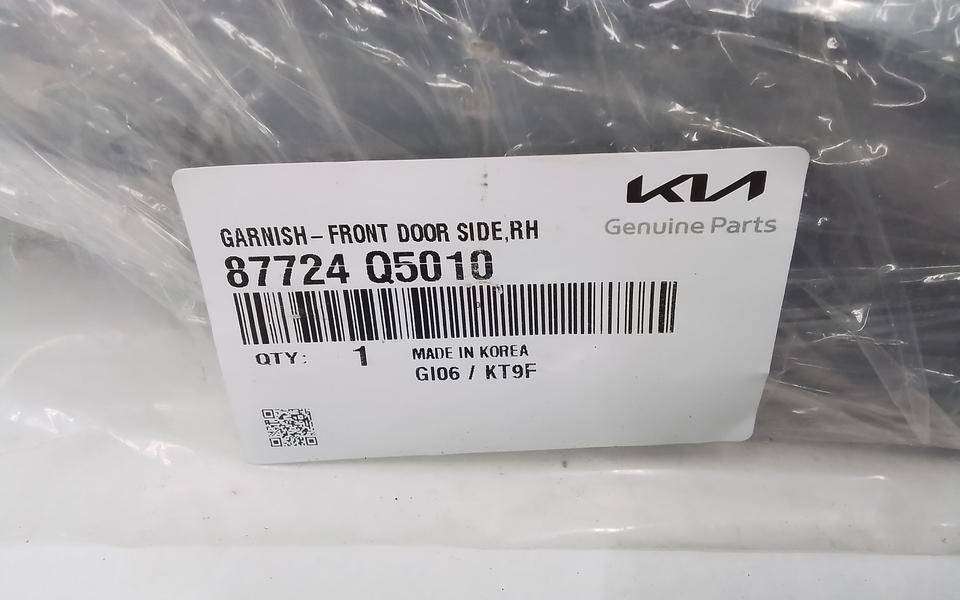 KIA
Genuine Parts
GARNISH-FRONT DOOR SIDE,RH
87724 Q5010
QTY: 1
MADE IN KOREA
GI06 / KT9F